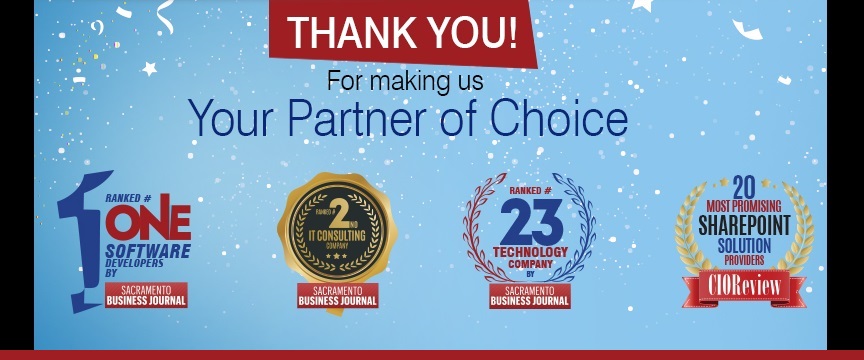 THANK YOU!
For making us
Your Partner of Choice
1
RANKED #
ONE
SOFTWARE
DEVELOPERS
BY
SACRAMENTO
BUSINESS JOURNAL
RANKED #
2ND
IT CONSULTING
COMPANY
SACRAMENTO
BUSINESS JOURNAL
RANKED #
23
TECHNOLOGY
COMPANY
BY
SACRAMENTO
BUSINESS JOURNAL
20
MOST PROMISING
SHAREPOINT
SOLUTION
PROVIDERS
CIOReview